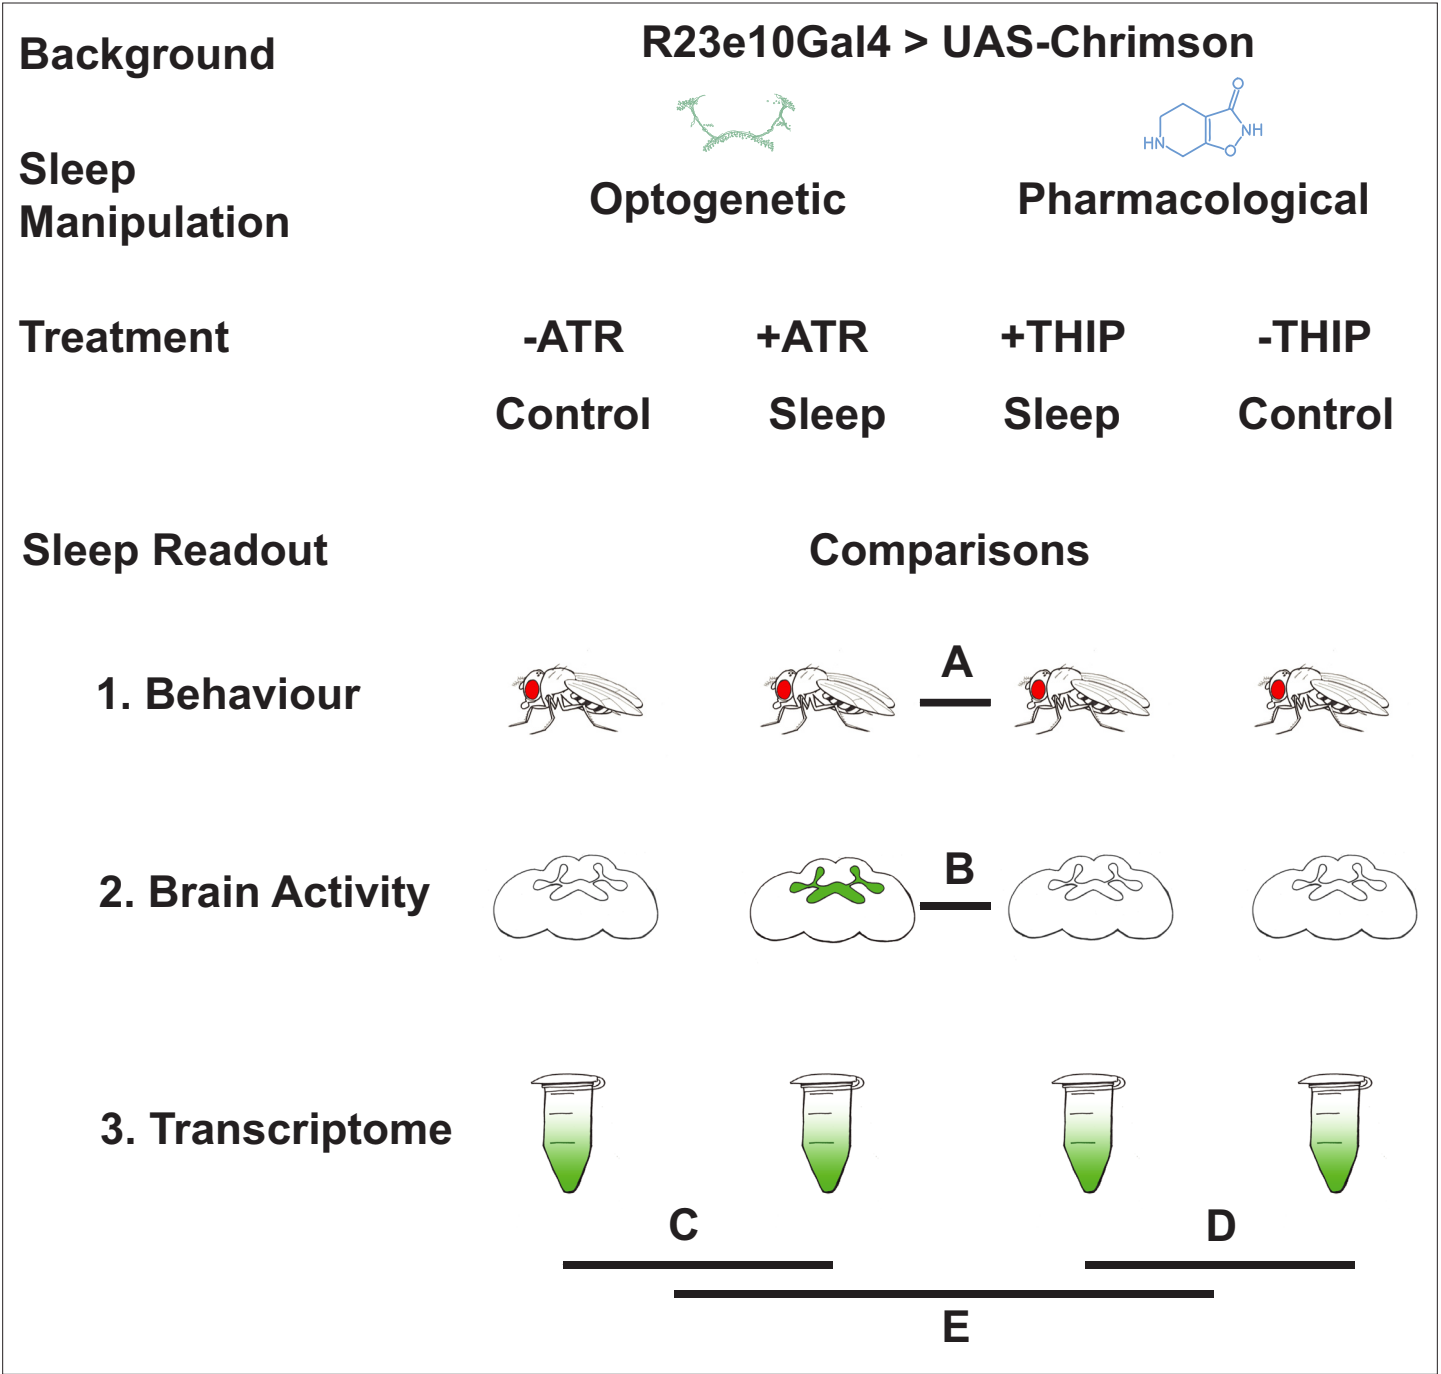 Background
R23e10Gal4 > UAS-Chrimson
O
NH
HN
O
Sleep
Manipulation
Optogenetic
Pharmacological
Treatment
-ATR
+ATR
+THIP
-THIP
Control
Sleep
Sleep
Control
Sleep Readout
Comparisons
1. Behaviour
A
2. Brain Activity
B
3. Transcriptome
C
D
E